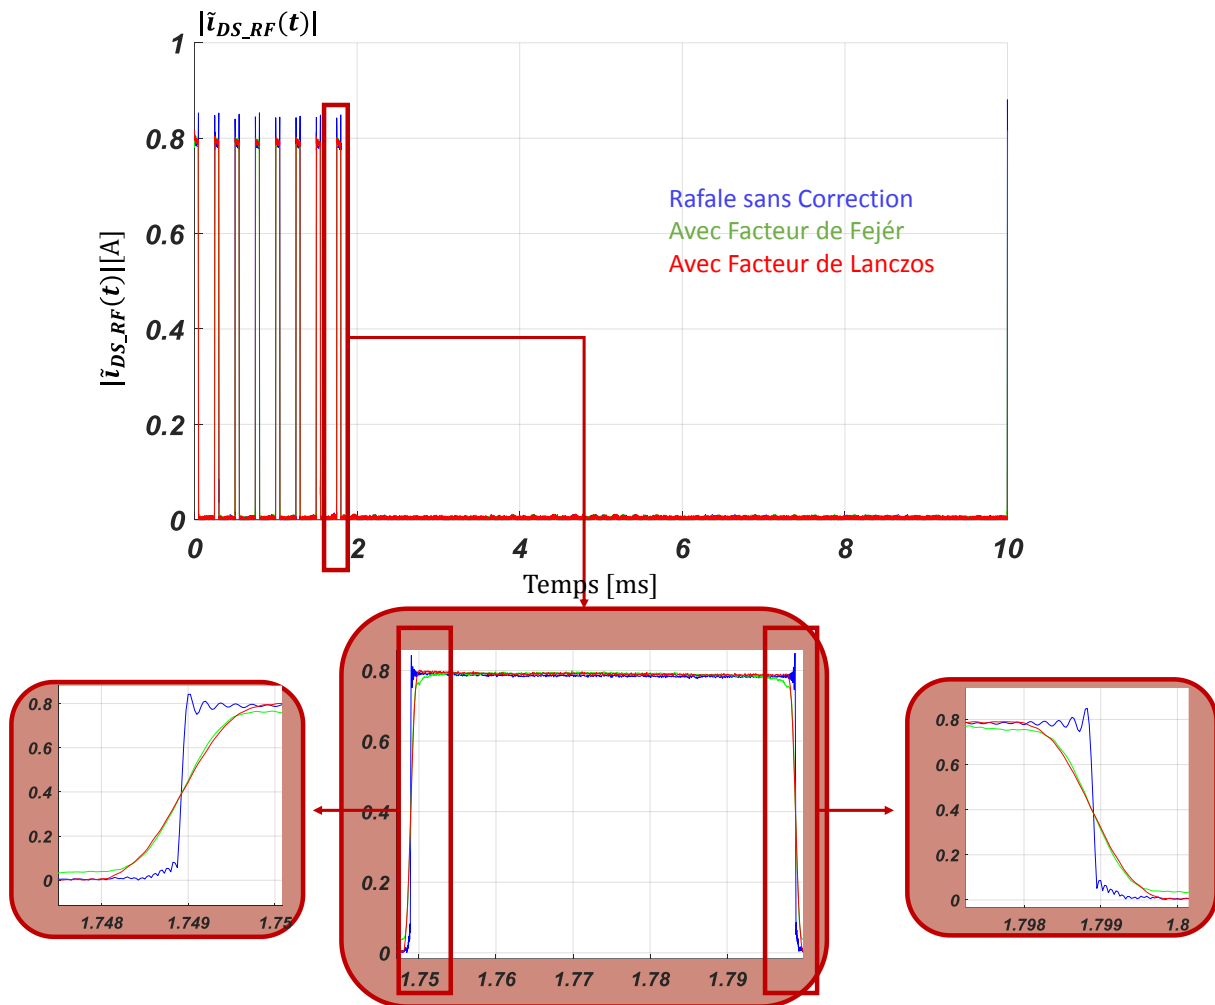 |ĩ_DS_RF(t)|
1
0.8
0.6
0.4
0.2
0
|ĩ_DS_RF(t)|[A]
Rafale sans Correction
Avec Facteur de Fejér
Avec Facteur de Lanczos
0 2 4 6 8 10
Temps [ms]
0.8
0.6
0.4
0.2
0
1.748 1.749 1.75
0.8
0.6
0.4
0.2
0
1.75 1.76 1.77 1.78 1.79
0.8
0.6
0.4
0.2
0
1.798 1.799 1.8